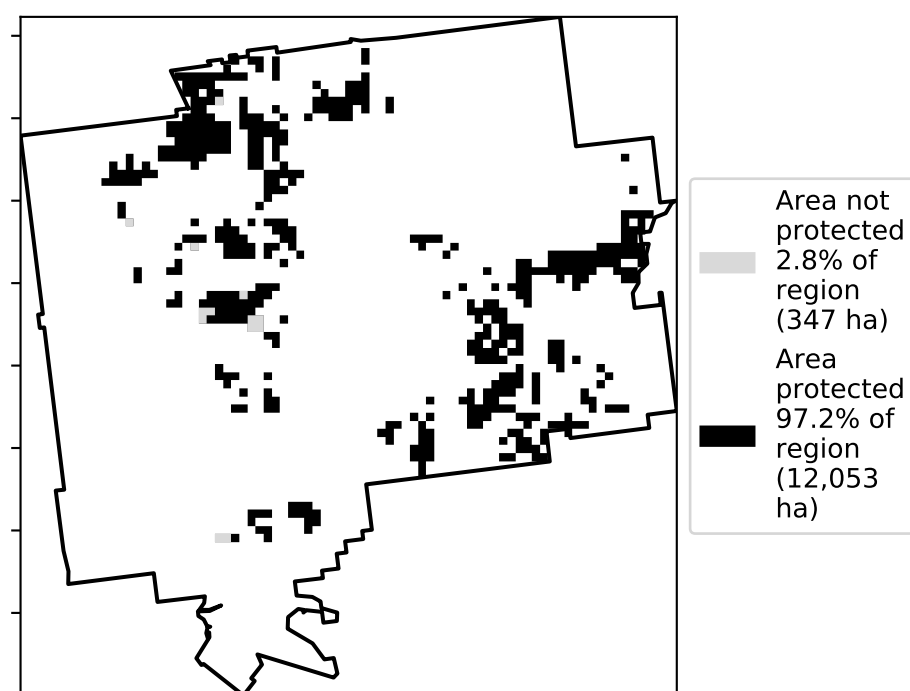 Area not
protected
2.8% of
region
(347 ha)
Area
protected
97.2% of
region
(12,053
ha)